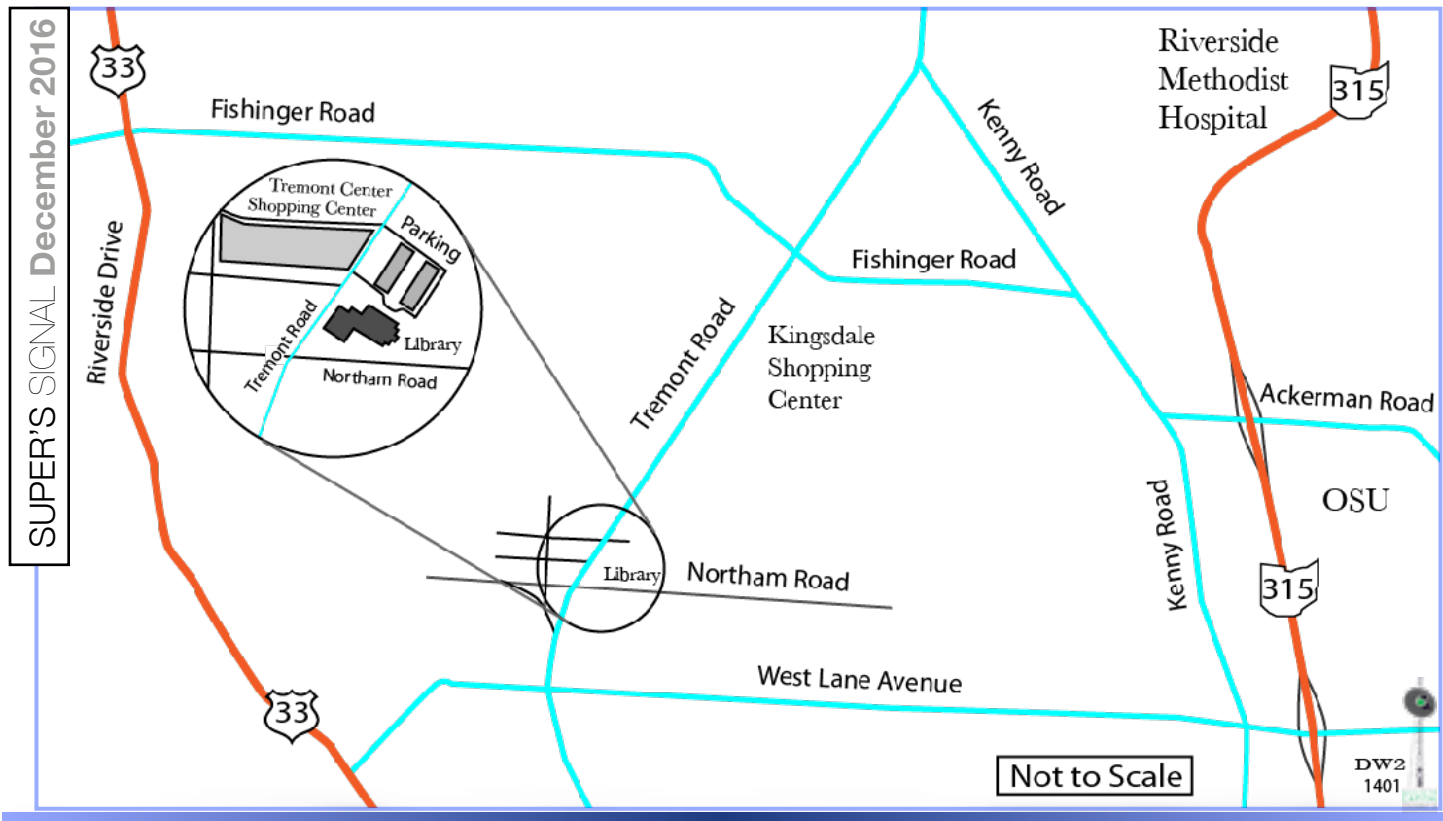 SUPER'S SIGNAL December 2016
33
Fishinger Road
Riverside
Methodist
Hospital
315
Kenny Road
Tremont Center
Shopping Center
Parking
Riverside Drive
Fishinger Road
Tremont Road
Library
Northam Road
Tremont Road
Kingsdale
Shopping
Center
Ackerman Road
OSU
Kenny Road
Library
Northam Road
315
West Lane Avenue
33
Not to Scale
DW2
1401